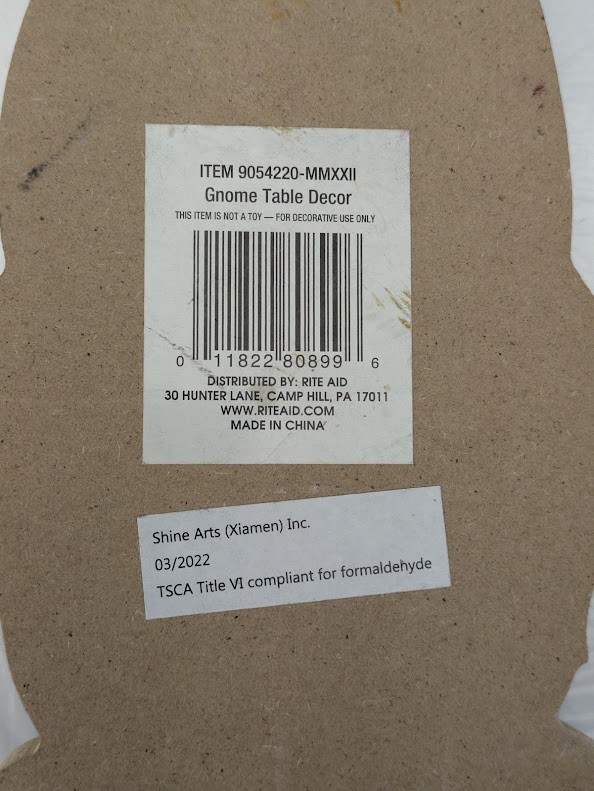 ITEM 9054220-MMXXII
Gnome Table Decor
THIS ITEM IS NOT A TOY — FOR DECORATIVE USE ONLY
0 11822 80899 6
DISTRIBUTED BY: RITE AID
30 HUNTER LANE, CAMP HILL, PA 17011
WWW.RITEAID.COM
MADE IN CHINA
Shine Arts (Xiamen) Inc.
03/2022
TSCA Title VI compliant for formaldehyde